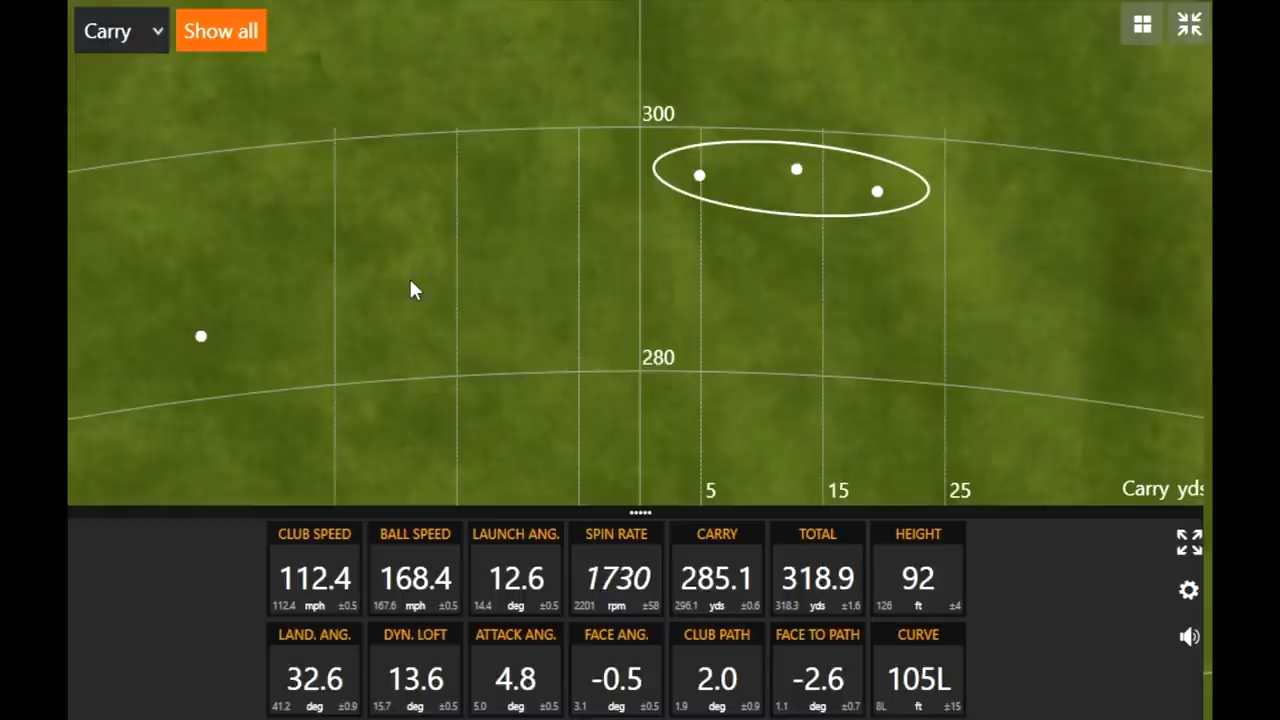 Carry Show all
300
280
5 15 25 Carry yds
CLUB SPEED BALL SPEED LAUNCH ANG. SPIN RATE CARRY TOTAL HEIGHT
112.4 168.4 12.6 1730 285.1 318.9 92
112.4 mph ±0.5 167.6 mph ±0.5 14.4 deg ±0.5 2201 rpm ±58 296.1 yds ±0.6 318.3 yds ±1.6 126 ft ±4
LAND. ANG. DYN. LOFT ATTACK ANG. FACE ANG. CLUB PATH FACE TO PATH CURVE
32.6 13.6 4.8 -0.5 2.0 -2.6 105L
41.2 deg ±0.9 15.7 deg ±0.5 5.0 deg ±0.5 3.1 deg ±0.5 1.9 deg ±0.9 1.1 deg ±0.7 8L ft ±15